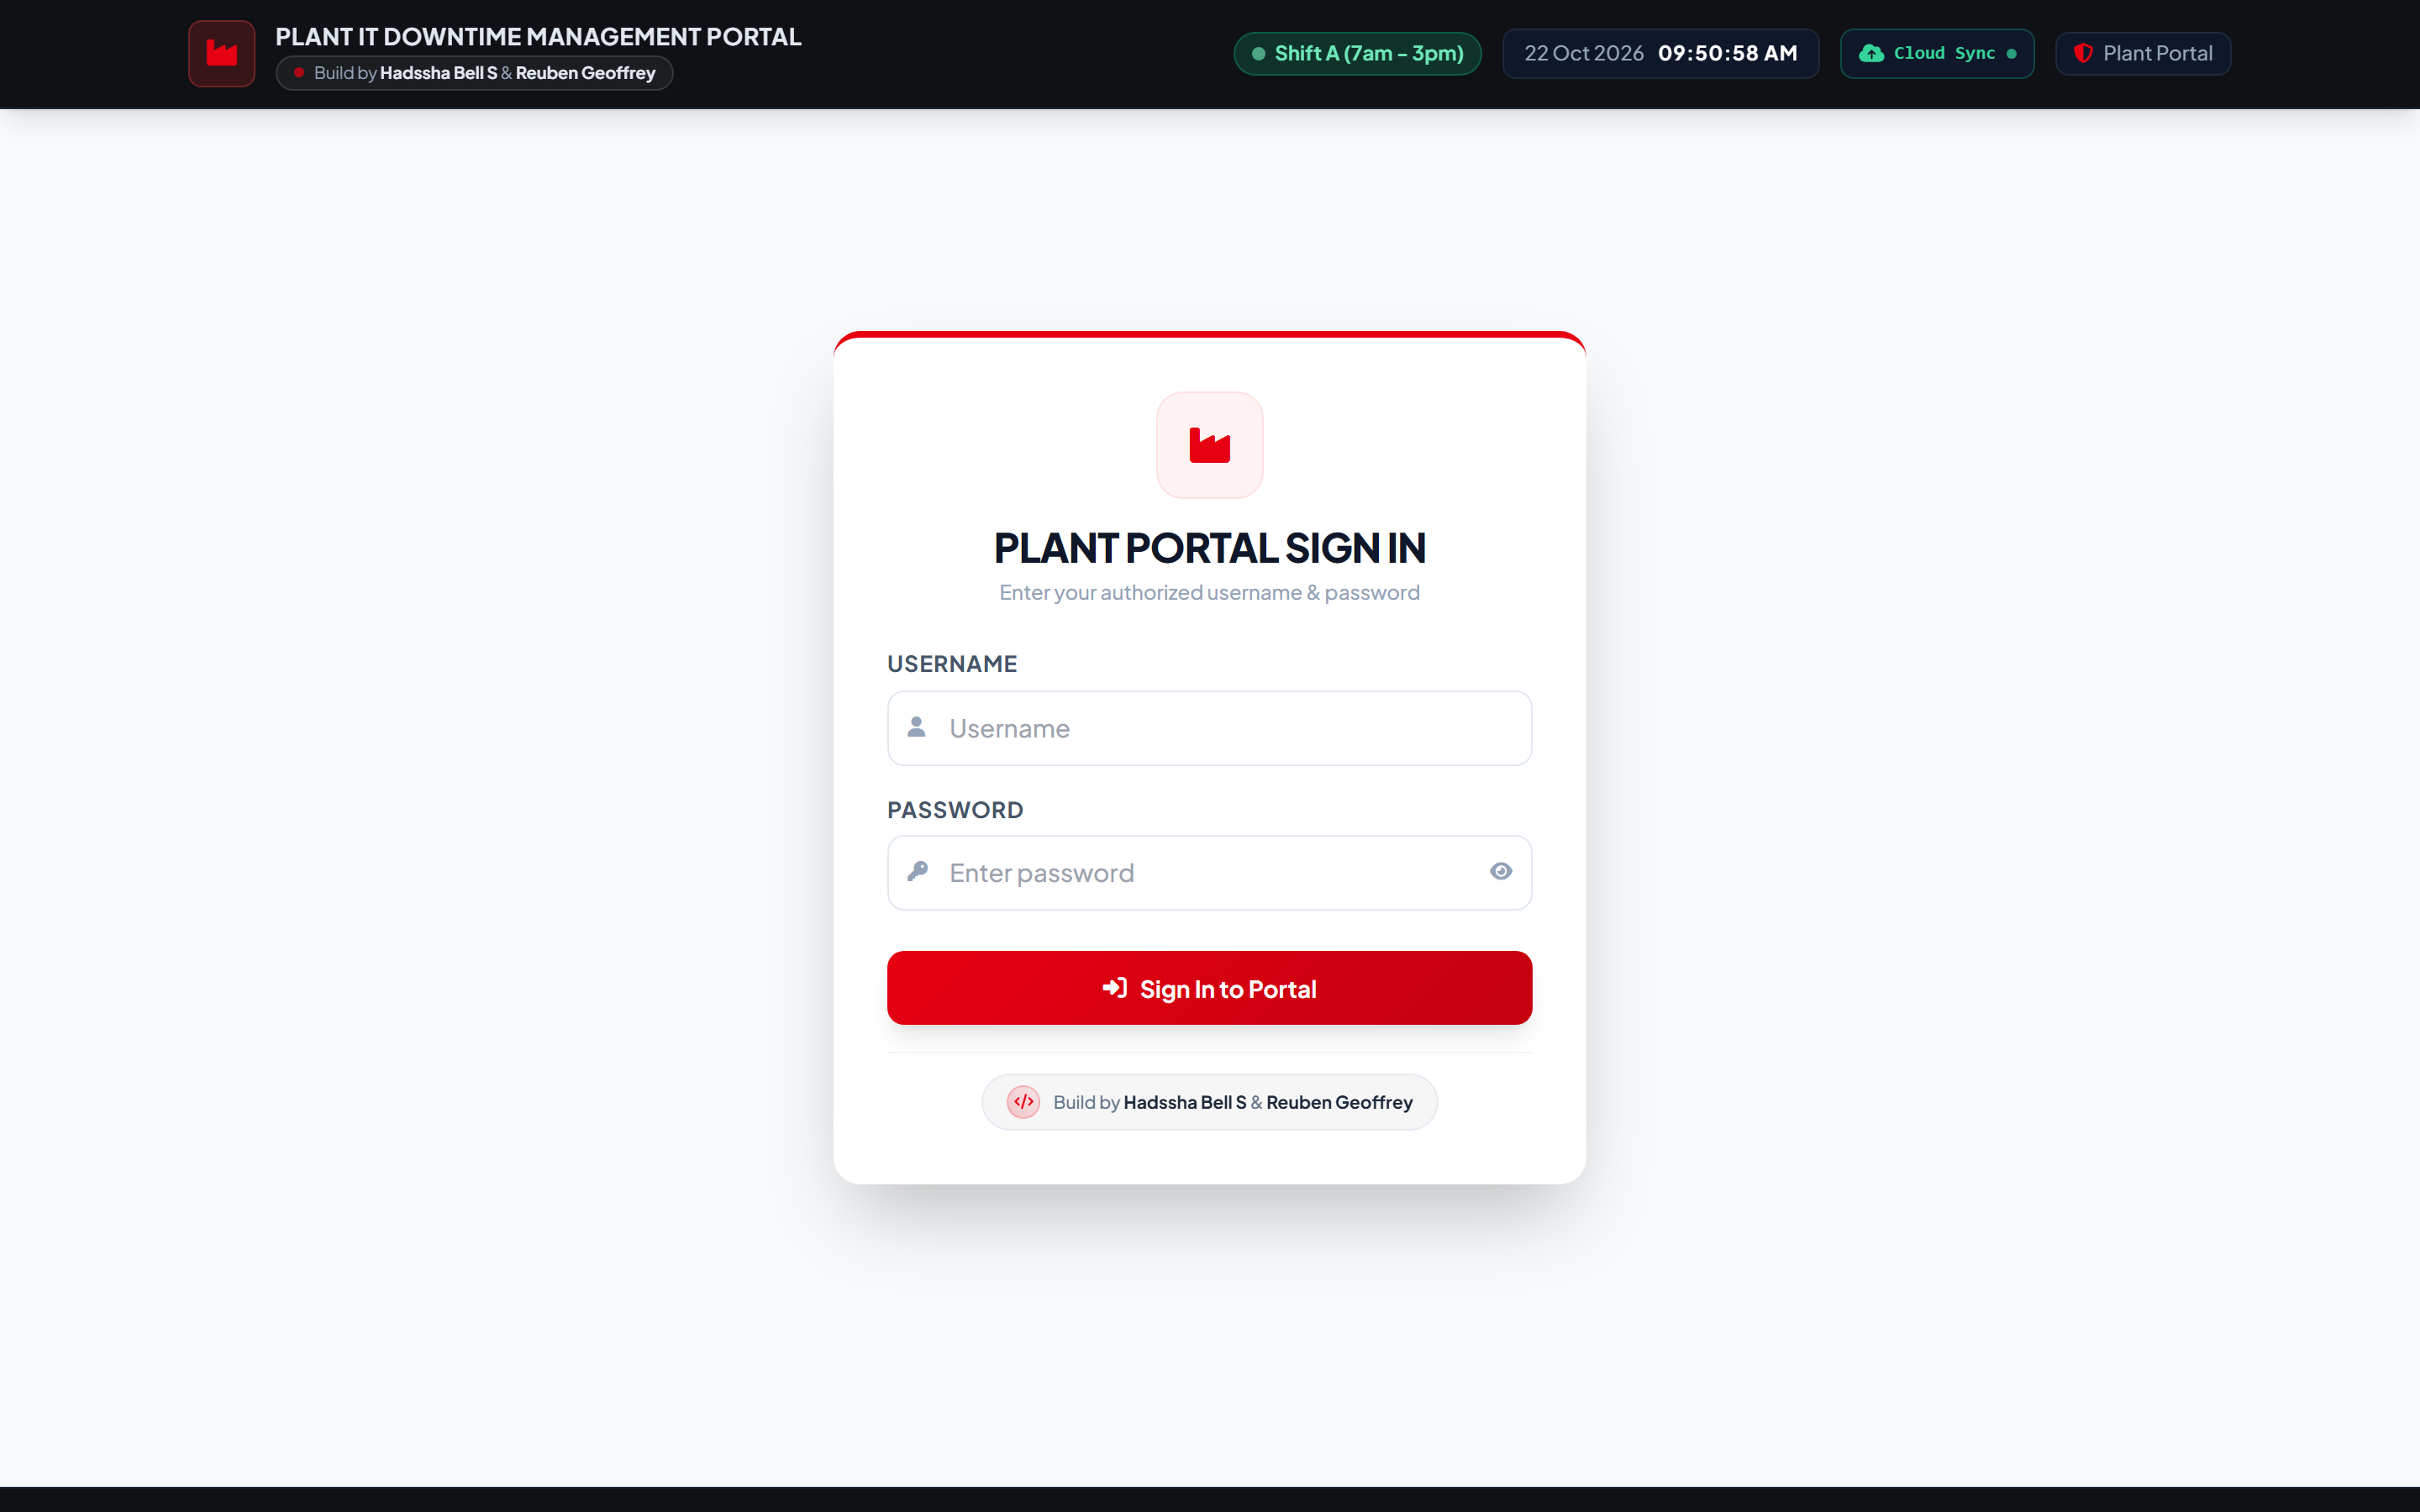 PLANT IT DOWNTIME MANAGEMENT PORTAL
Build by Hadssha Bell S & Reuben Geoffrey
Shift A (7am – 3pm)
22 Oct 2026 09:50:58 AM
Cloud Sync
Plant Portal
PLANT PORTAL SIGN IN
Enter your authorized username & password
USERNAME
Username
PASSWORD
Enter password
Sign In to Portal
Build by Hadssha Bell S & Reuben Geoffrey